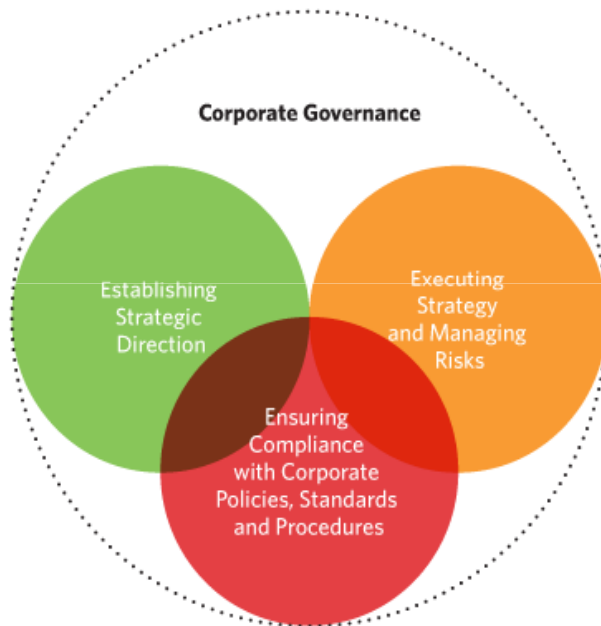 Corporate Governance
Establishing
Strategic
Direction
Executing
Strategy
and Managing
Risks
Ensuring
Compliance
with Corporate
Policies, Standards
and Procedures